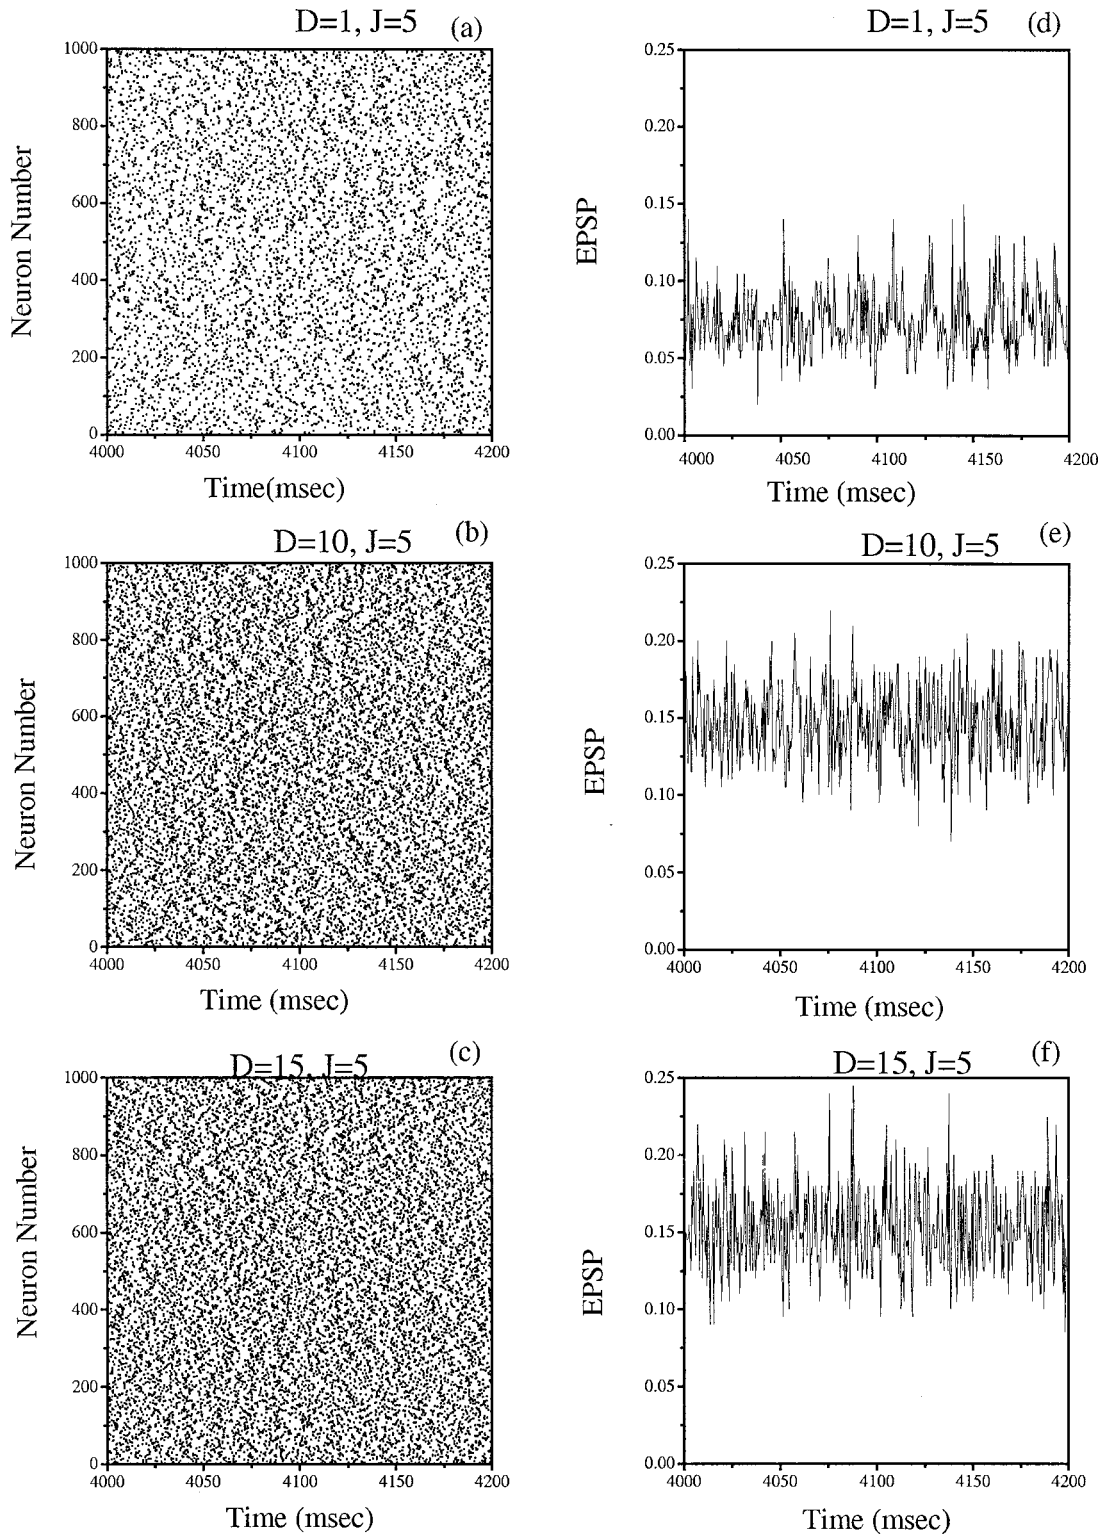 D=1, J=5 (a)
1000
800
600
400
200
0
Neuron Number
4000 4050 4100 4150 4200
Time(msec)
D=1, J=5 (d)
0.25
0.20
0.15
0.10
0.05
0.00
EPSP
4000 4050 4100 4150 4200
Time (msec)
D=10, J=5 (b)
1000
800
600
400
200
0
Neuron Number
4000 4050 4100 4150 4200
Time (msec)
D=10, J=5 (e)
0.25
0.20
0.15
0.10
0.05
0.00
EPSP
4000 4050 4100 4150 4200
Time (msec)
D=15, J=5 (c)
1000
800
600
400
200
0
Neuron Number
4000 4050 4100 4150 4200
Time (msec)
D=15, J=5 (f)
0.25
0.20
0.15
0.10
0.05
0.00
EPSP
4000 4050 4100 4150 4200
Time (msec)